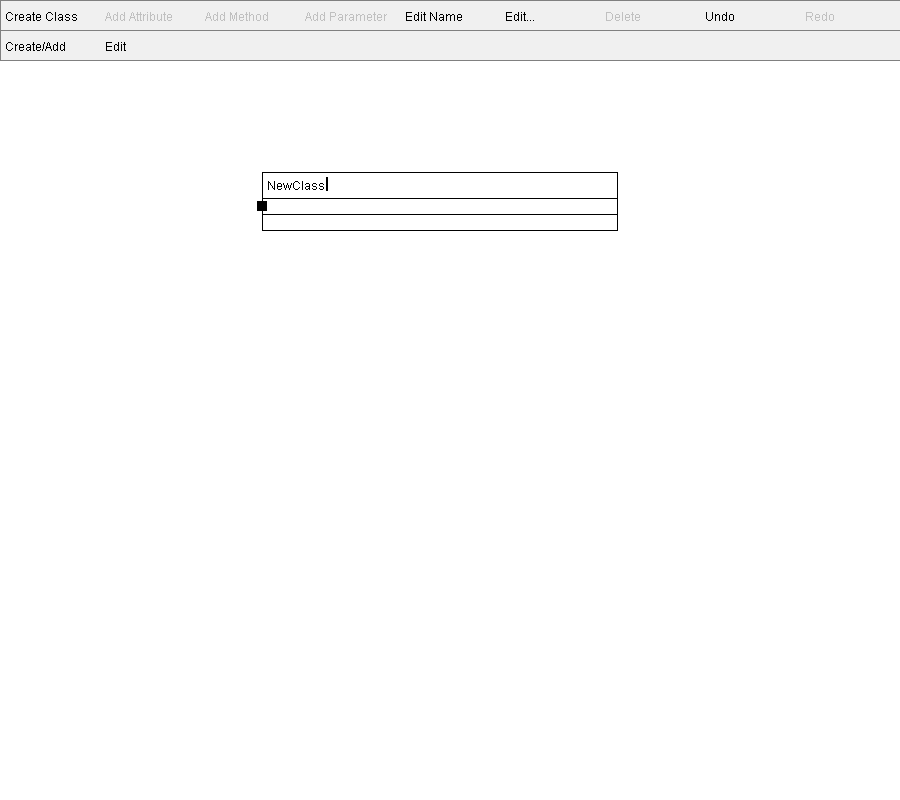 Create Class Add Attribute Add Method Add Parameter Edit Name Edit... Delete Undo Redo
Create/Add Edit
NewClass